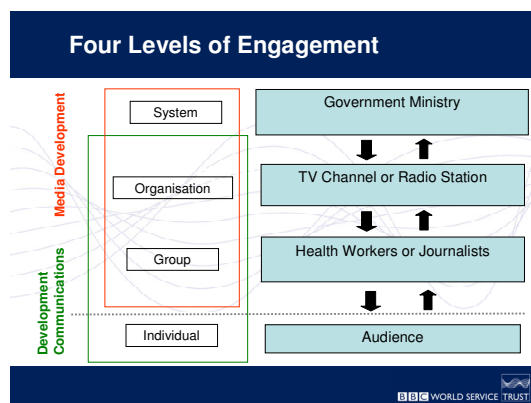 Four Levels of Engagement
Media Development
Development
Communications
System
Government Ministry
Organisation
TV Channel or Radio Station
Group
Health Workers or Journalists
Individual
Audience
BBC WORLD SERVICE TRUST